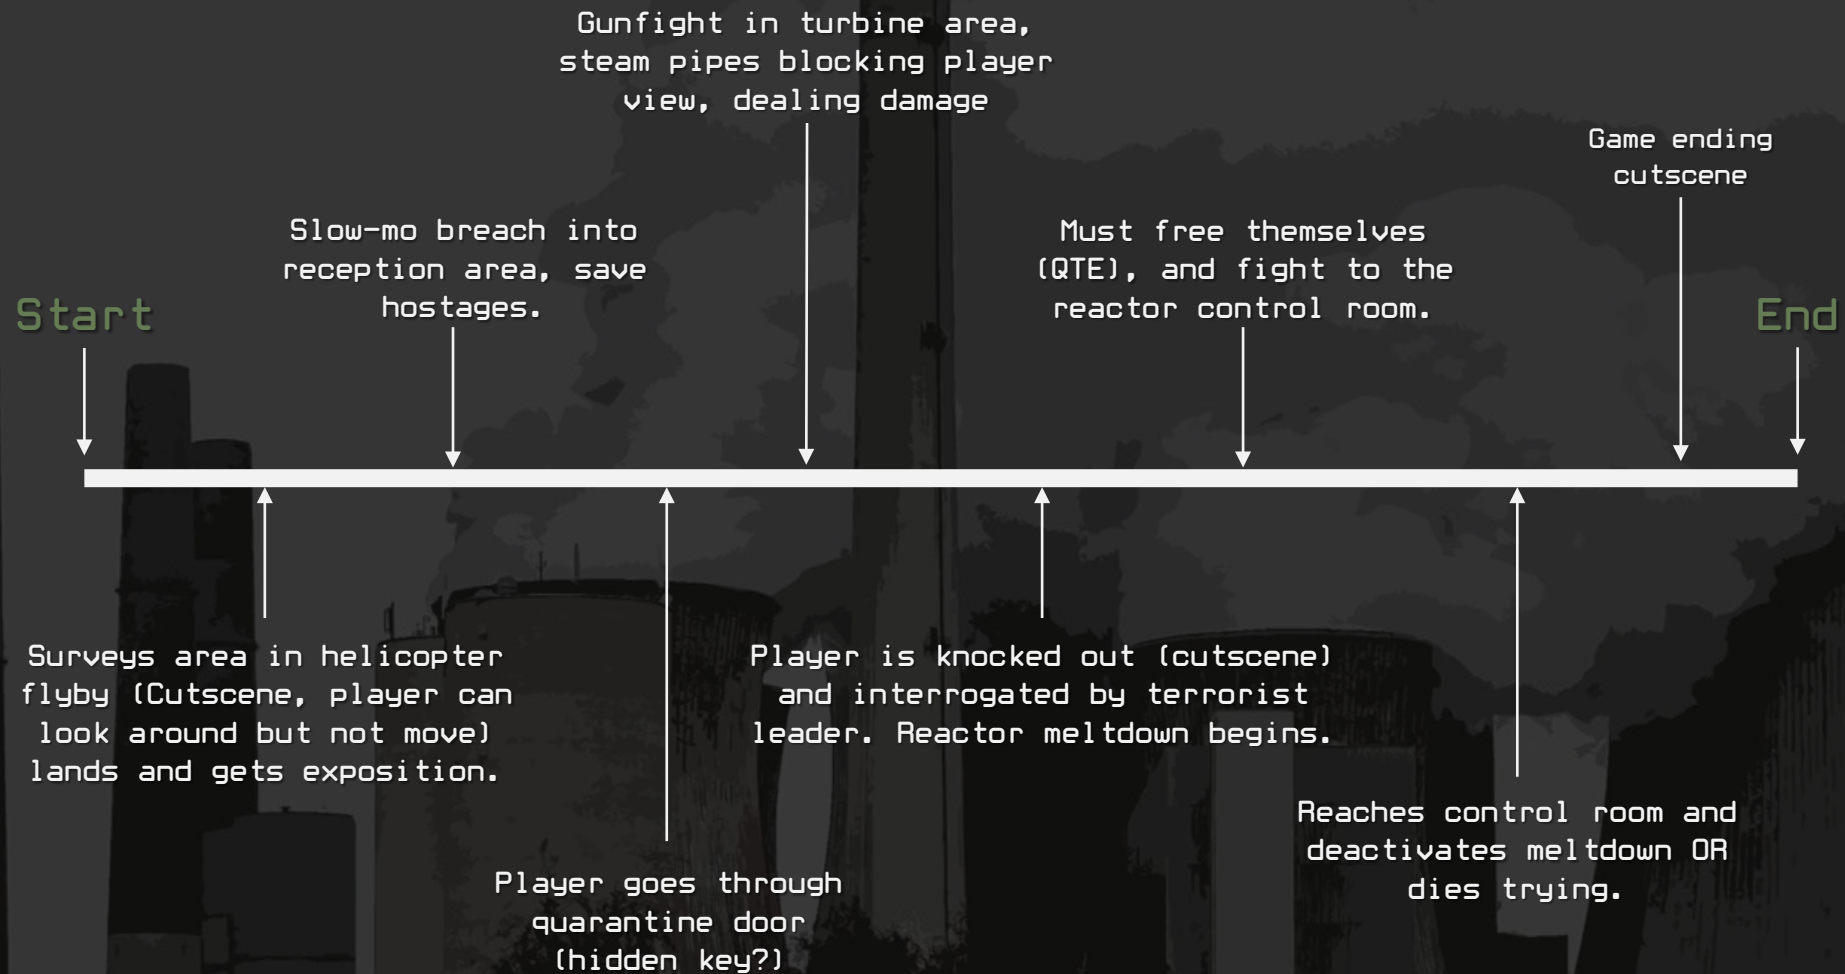 Start
Surveys area in helicopter
flyby (Cutscene, player can
look around but not move)
lands and gets exposition.
Slow-mo breach into
reception area, save
hostages.
Player goes through
quarantine door
(hidden key?)
Gunfight in turbine area,
steam pipes blocking player
view, dealing damage
Player is knocked out (cutscene)
and interrogated by terrorist
leader. Reactor meltdown begins.
Must free themselves
(QTE), and fight to the
reactor control room.
Reaches control room and
deactivates meltdown OR
dies trying.
Game ending
cutscene
End